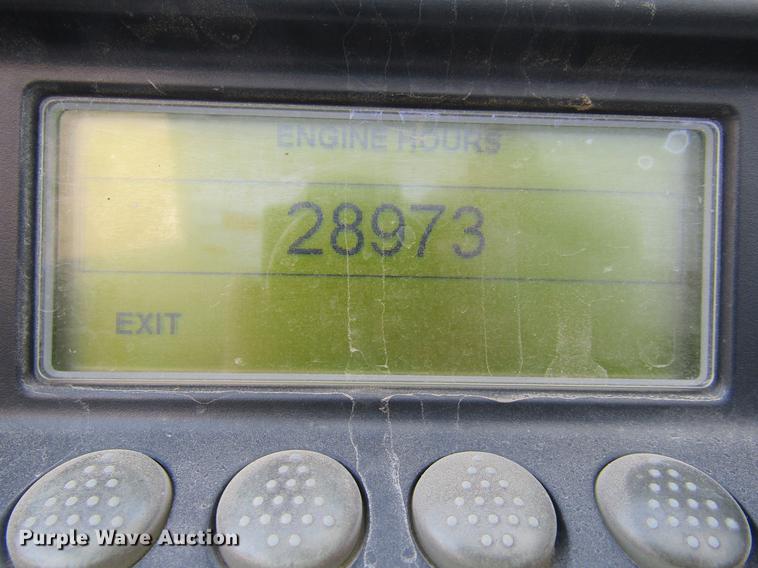 ENGINE HOURS
28973
EXIT
Purple Wave Auction